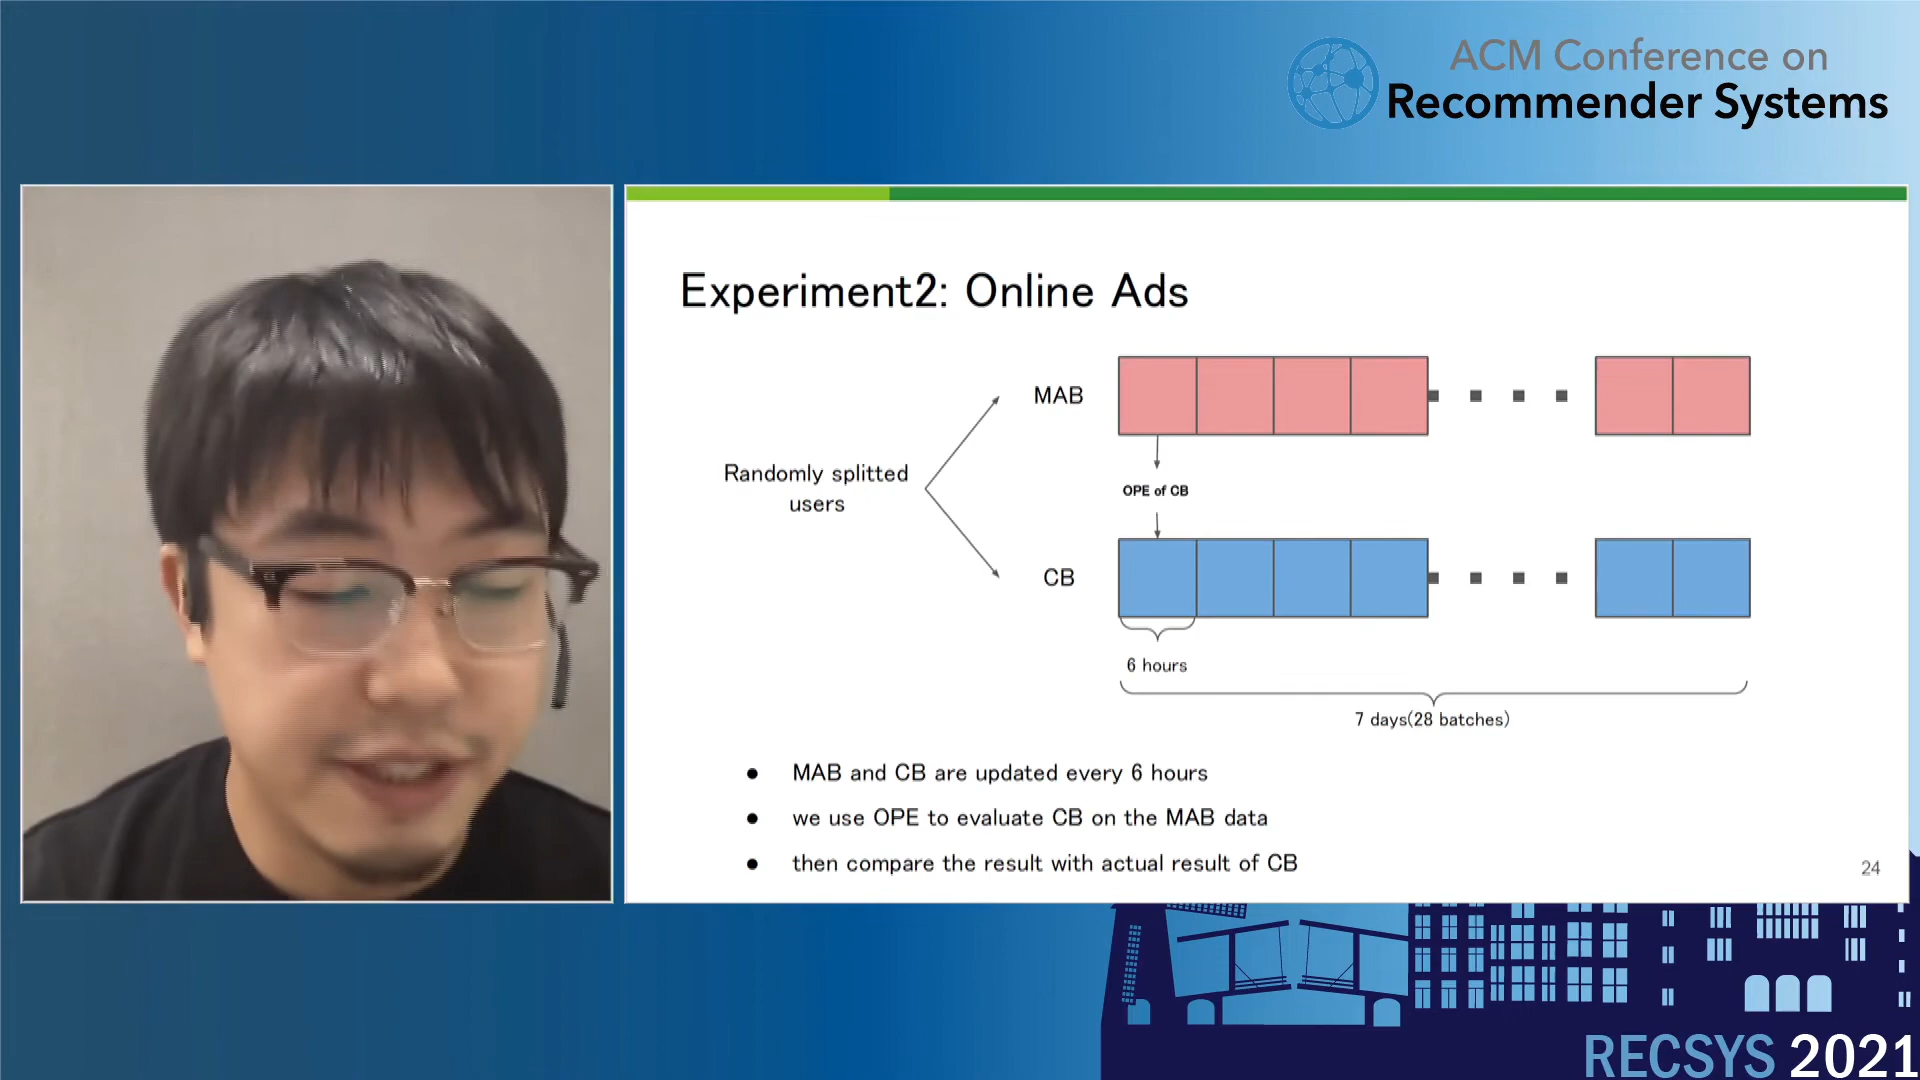 ACM Conference on
Recommender Systems
Experiment2: Online Ads
MAB
Randomly splitted
users
OPE of CB
CB
6 hours
7 days(28 batches)
● MAB and CB are updated every 6 hours
● we use OPE to evaluate CB on the MAB data
● then compare the result with actual result of CB
24
RECSYS 2021